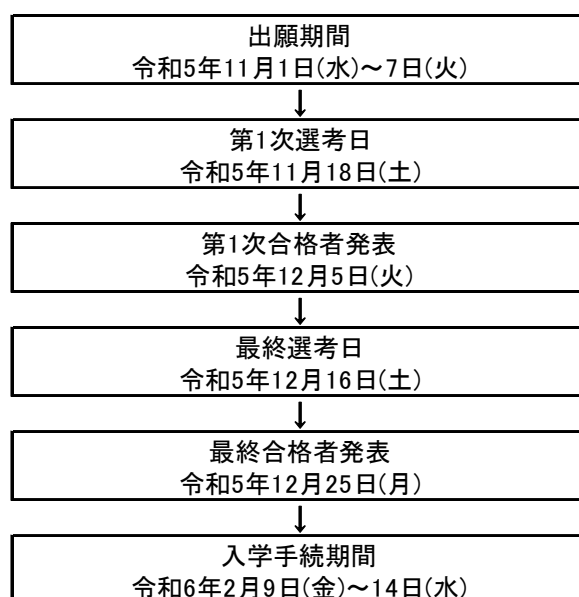 出願期間
令和5年11月1日(水)～7日(火)
↓
第1次選考日
令和5年11月18日(土)
↓
第1次合格者発表
令和5年12月5日(火)
↓
最終選考日
令和5年12月16日(土)
↓
最終合格者発表
令和5年12月25日(月)
↓
入学手続期間
令和6年2月9日(金)～14日(水)